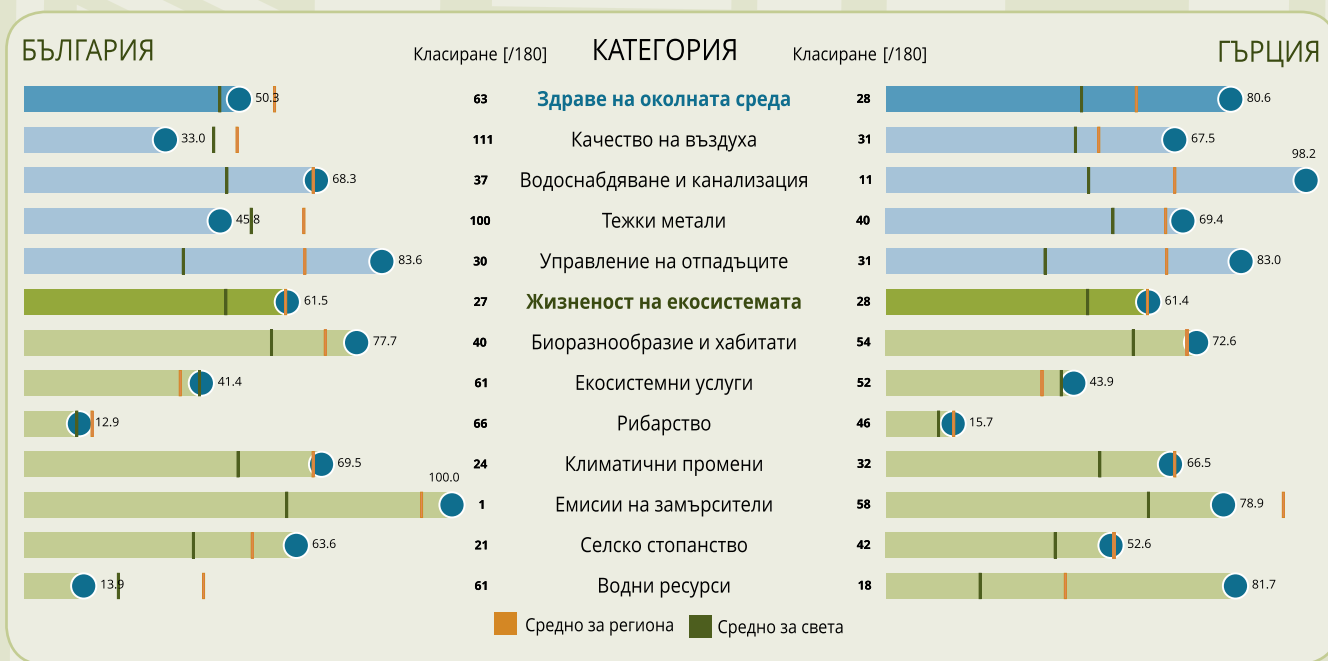 БЪЛГАРИЯ Класиране [/180] КАТЕГОРИЯ Класиране [/180] ГЪРЦИЯ
50.3 63 Здраве на околната среда 28 80.6
33.0 111 Качество на въздуха 31 67.5
68.3 37 Водоснабдяване и канализация 11 98.2
45.8 100 Тежки метали 40 69.4
83.6 30 Управление на отпадъците 31 83.0
61.5 27 Жизненост на екосистемата 28 61.4
77.7 40 Биоразнообразие и хабитати 54 72.6
41.4 61 Екосистемни услуги 52 43.9
12.9 66 Рибарство 46 15.7
69.5 24 Климатични промени 32 66.5
100.0 1 Емисии на замърсители 58 78.9
63.6 21 Селско стопанство 42 52.6
13.9 61 Водни ресурси 18 81.7
Средно за региона Средно за света